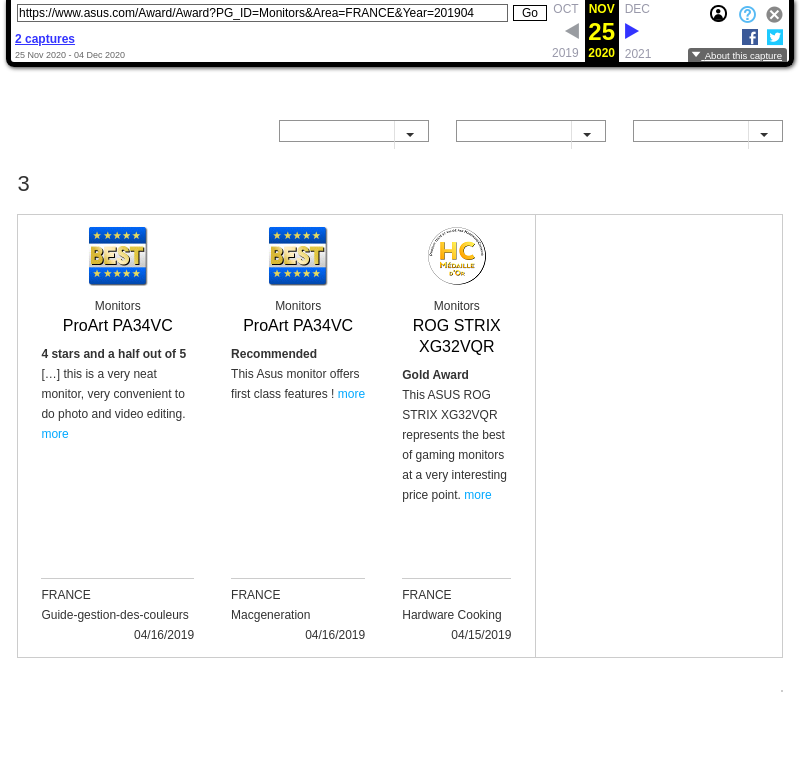 https://www.asus.com/Award/Award?PG_ID=Monitors&Area=FRANCE&Year=201904
Go
OCT NOV DEC
2 captures
25
25 Nov 2020 - 04 Dec 2020
2019 2020 2021
About this capture
3
BEST
BEST
HC
MÉDAILLE
D'OR
Monitors
ProArt PA34VC
4 stars and a half out of 5
[…] this is a very neat
monitor, very convenient to
do photo and video editing.
more
FRANCE
Guide-gestion-des-couleurs
04/16/2019
Monitors
ProArt PA34VC
Recommended
This Asus monitor offers
first class features ! more
FRANCE
Macgeneration
04/16/2019
Monitors
ROG STRIX
XG32VQR
Gold Award
This ASUS ROG
STRIX XG32VQR
represents the best
of gaming monitors
at a very interesting
price point. more
FRANCE
Hardware Cooking
04/15/2019